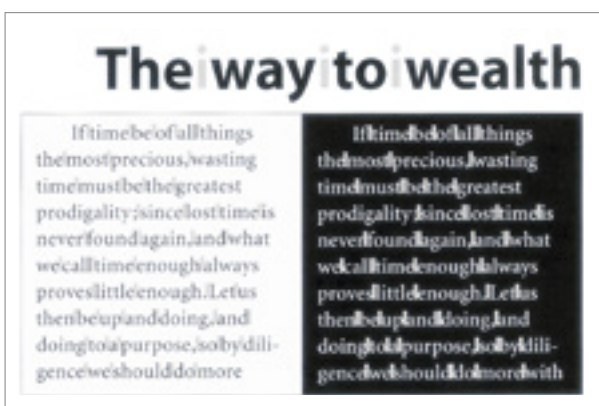 The way to wealth
If time be of all things
the most precious, wasting
time must be the greatest
prodigality; since lost time is
never found again, and what
we call time enough always
proves little enough. Let us
then be up and doing, and
doing to a purpose, so by dili-
gence we should do more
If time be of all things
the most precious, wasting
time must be the greatest
prodigality; since lost time is
never found again, and what
we call time enough always
proves little enough. Let us
then be up and doing, and
doing to a purpose, so by dili-
gence we should do more with